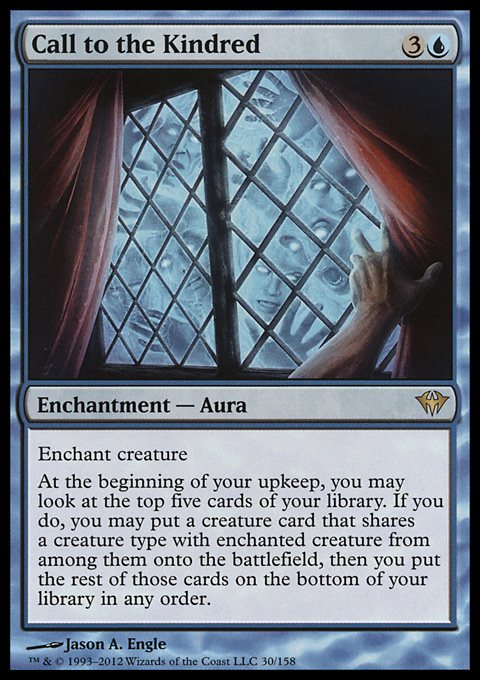 Call to the Kindred 3
Enchantment — Aura
Enchant creature
At the beginning of your upkeep, you may
look at the top five cards of your library. If you
do, you may put a creature card that shares
a creature type with enchanted creature from
among them onto the battlefield, then you put
the rest of those cards on the bottom of your
library in any order.
Jason A. Engle
™ & © 1993–2012 Wizards of the Coast LLC 30/158